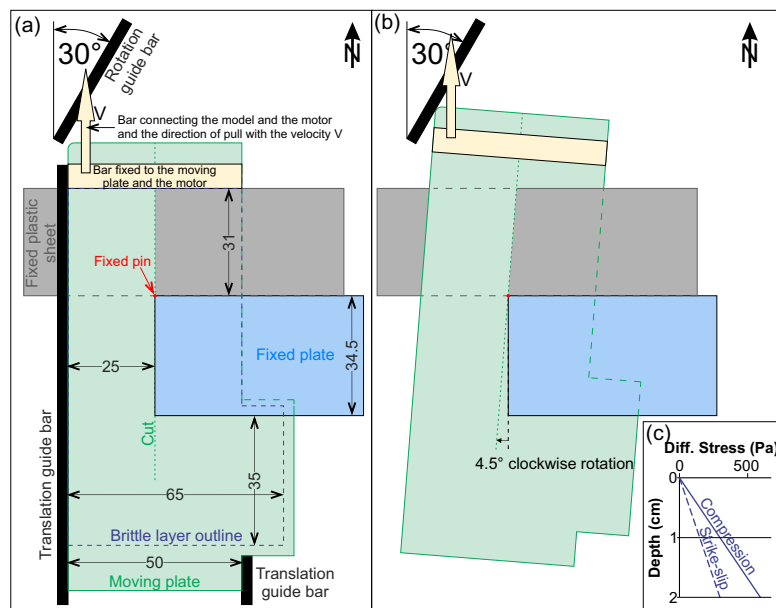 (a)
30°
Rotation
guide bar
N
V
Bar connecting the model and the motor
and the direction of pull with the velocity V
Bar fixed to the moving
plate and the motor
Fixed plastic
sheet
31
Fixed pin
25
Fixed plate
34.5
Cut
Translation guide bar
35
65
Brittle layer outline
50
Moving plate
Translation
guide bar
(b)
30°
N
V
4.5° clockwise rotation
(c)
Diff. Stress (Pa)
0
500
0
Depth (cm)
1
2
Compression
Strike-slip